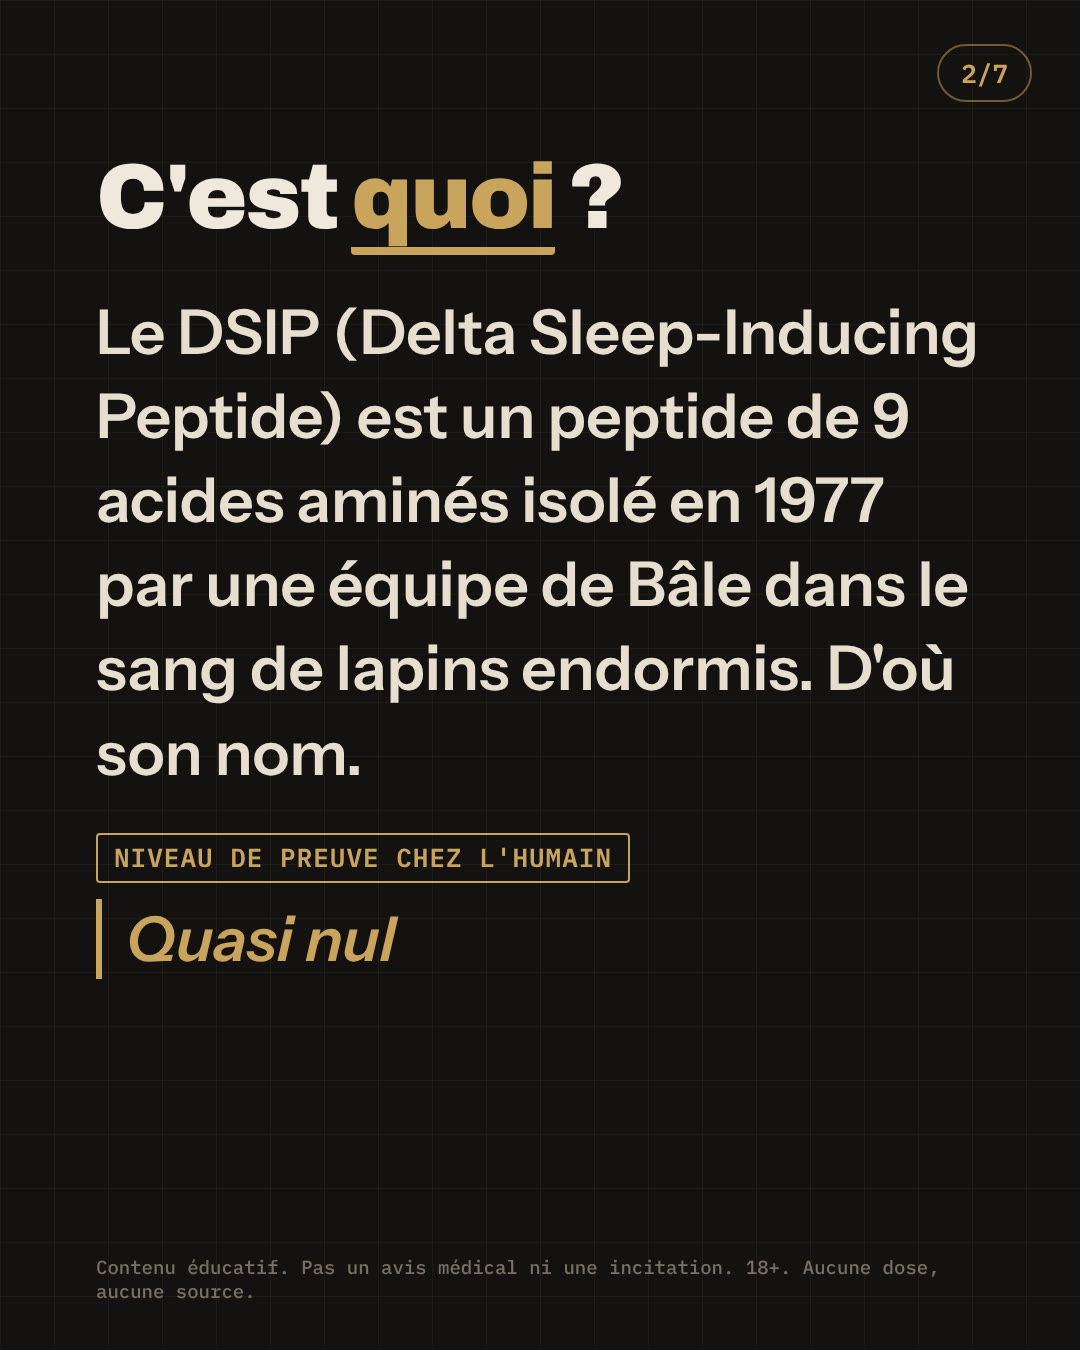 2/7
C'est quoi ?
Le DSIP (Delta Sleep-Inducing
Peptide) est un peptide de 9
acides aminés isolé en 1977
par une équipe de Bâle dans le
sang de lapins endormis. D'où
son nom.
NIVEAU DE PREUVE CHEZ L'HUMAIN
Quasi nul
Contenu éducatif. Pas un avis médical ni une incitation. 18+. Aucune dose,
aucune source.